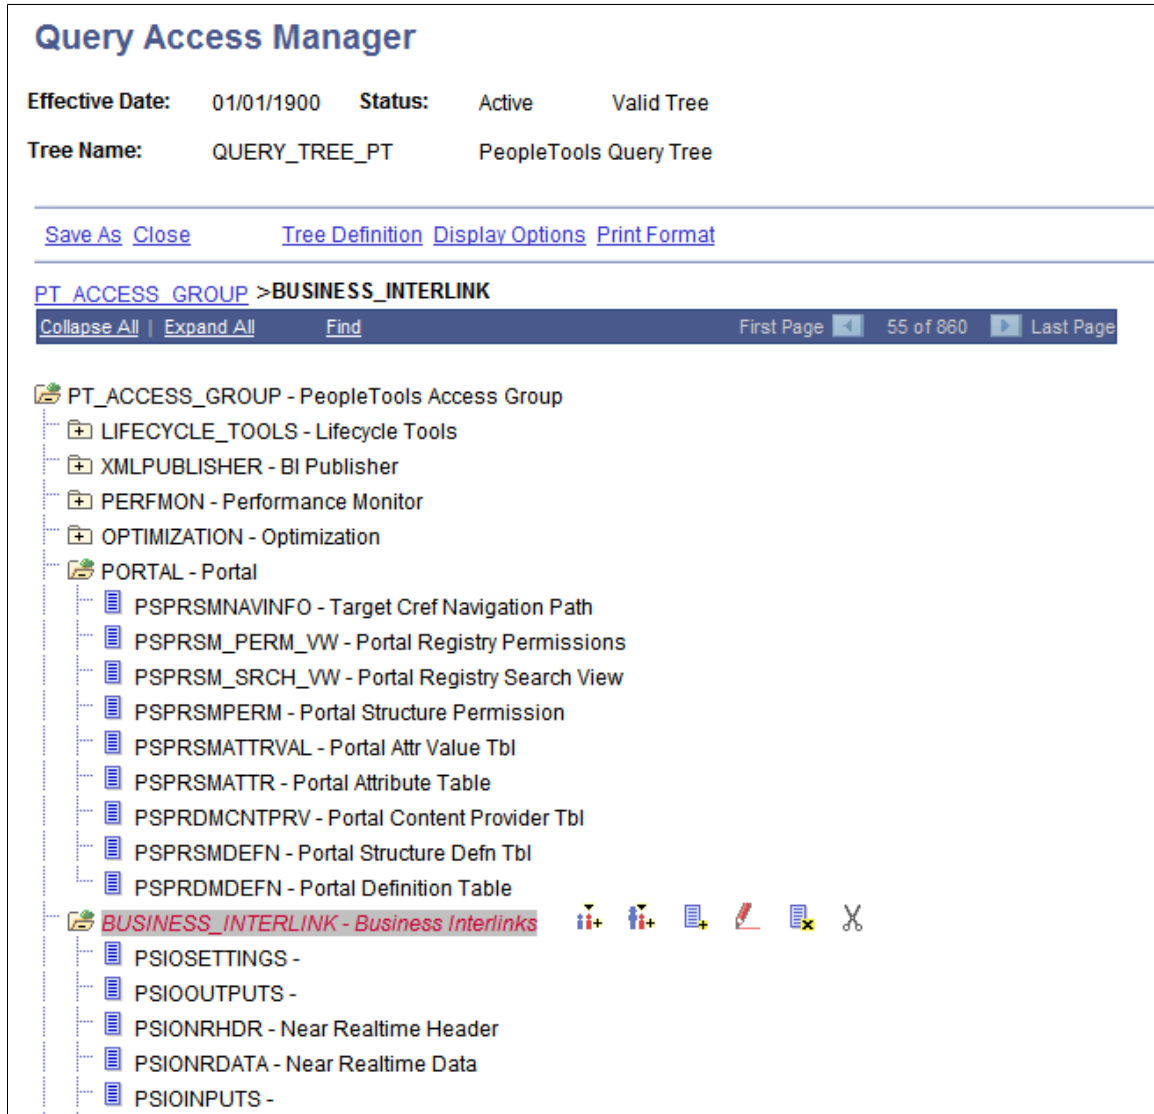 Query Access Manager
Effective Date: 01/01/1900 Status: Active Valid Tree
Tree Name: QUERY_TREE_PT PeopleTools Query Tree
Save As Close Tree Definition Display Options Print Format
PT_ACCESS_GROUP >BUSINESS_INTERLINK
Collapse All | Expand All Find First Page 55 of 860 Last Page
PT_ACCESS_GROUP - PeopleTools Access Group
LIFECYCLE_TOOLS - Lifecycle Tools
XMLPUBLISHER - BI Publisher
PERFMON - Performance Monitor
OPTIMIZATION - Optimization
PORTAL - Portal
PSPRSMNAVINFO - Target Cref Navigation Path
PSPRSM_PERM_VW - Portal Registry Permissions
PSPRSM_SRCH_VW - Portal Registry Search View
PSPRSMPERM - Portal Structure Permission
PSPRSMATTRVAL - Portal Attr Value Tbl
PSPRSMATTR - Portal Attribute Table
PSPRDMCNTPRV - Portal Content Provider Tbl
PSPRSMDEFN - Portal Structure Defn Tbl
PSPRDMDEFN - Portal Definition Table
BUSINESS_INTERLINK - Business Interlinks
PSIOSETTINGS -
PSIOOUTPUTS -
PSIONRHDR - Near Realtime Header
PSIONRDATA - Near Realtime Data
PSIOINPUTS -